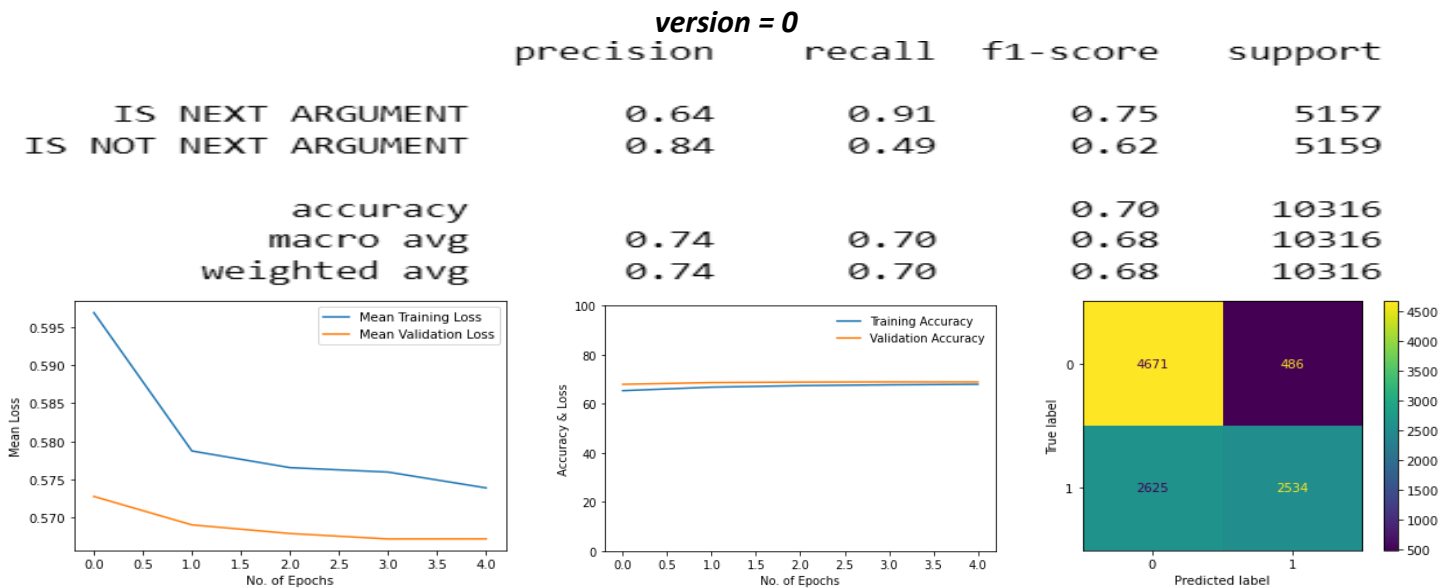 version = 0
precision recall f1-score support
IS NEXT ARGUMENT 0.64 0.91 0.75 5157
IS NOT NEXT ARGUMENT 0.84 0.49 0.62 5159
accuracy 0.70 10316
macro avg 0.74 0.70 0.68 10316
weighted avg 0.74 0.70 0.68 10316
Mean Training Loss
Mean Validation Loss
0.595
0.590
0.585
0.580
0.575
0.570
Mean Loss
0.0 0.5 1.0 1.5 2.0 2.5 3.0 3.5 4.0
No. of Epochs
Training Accuracy
Validation Accuracy
100
80
60
40
20
0
Accuracy & Loss
0.0 0.5 1.0 1.5 2.0 2.5 3.0 3.5 4.0
No. of Epochs
True label
0
1
4671 486
2625 2534
0 1
Predicted label
4500
4000
3500
3000
2500
2000
1500
1000
500